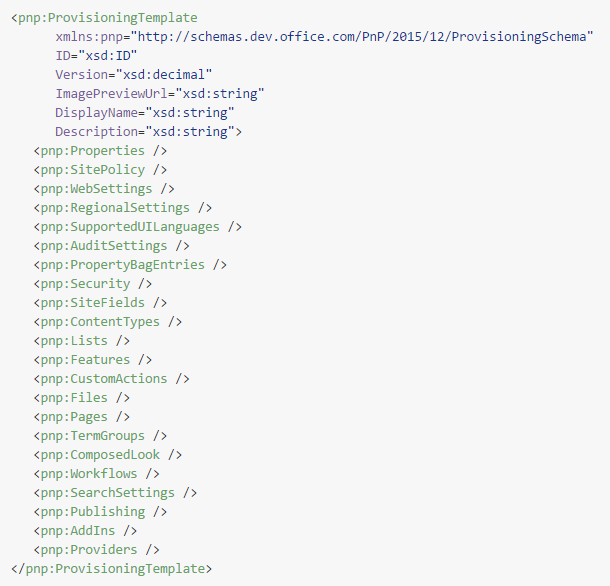 <pnp:ProvisioningTemplate
xmlns:pnp="http://schemas.dev.office.com/PnP/2015/12/ProvisioningSchema"
ID="xsd:ID"
Version="xsd:decimal"
ImagePreviewUrl="xsd:string"
DisplayName="xsd:string"
Description="xsd:string">
<pnp:Properties />
<pnp:SitePolicy />
<pnp:WebSettings />
<pnp:RegionalSettings />
<pnp:SupportedUILanguages />
<pnp:AuditSettings />
<pnp:PropertyBagEntries />
<pnp:Security />
<pnp:SiteFields />
<pnp:ContentTypes />
<pnp:Lists />
<pnp:Features />
<pnp:CustomActions />
<pnp:Files />
<pnp:Pages />
<pnp:TermGroups />
<pnp:ComposedLook />
<pnp:Workflows />
<pnp:SearchSettings />
<pnp:Publishing />
<pnp:AddIns />
<pnp:Providers />
</pnp:ProvisioningTemplate>